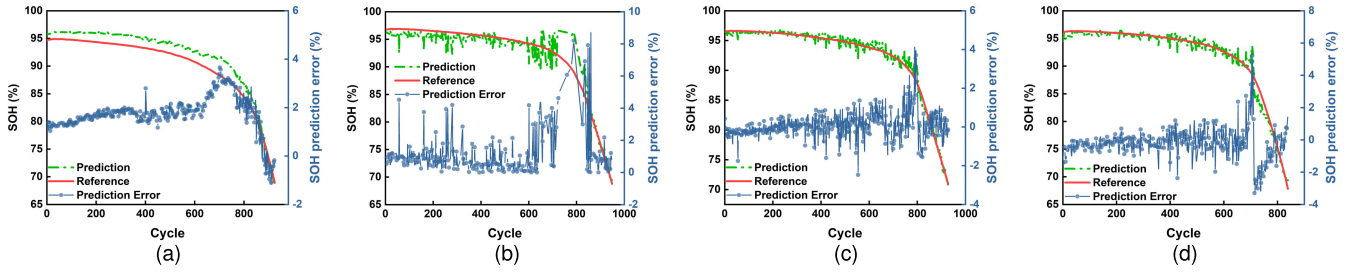 100
95
90
85
80
75
70
65
SOH (%)
6
4
2
0
-2
SOH prediction error (%)
Prediction
Reference
Prediction Error
0 200 400 600 800 1000
Cycle
(a)
100
95
90
85
80
75
70
65
SOH (%)
10
8
6
4
2
0
-2
SOH prediction error (%)
Prediction
Reference
Prediction Error
0 200 400 600 800 1000
Cycle
(b)
100
95
90
85
80
75
70
SOH (%)
6
4
2
0
-2
-4
SOH prediction error (%)
Prediction
Reference
Prediction Error
0 200 400 600 800 1000
Cycle
(c)
100
95
90
85
80
75
70
65
SOH (%)
8
6
4
2
0
-2
-4
SOH prediction error (%)
Prediction
Reference
Prediction Error
0 200 400 600 800
Cycle
(d)